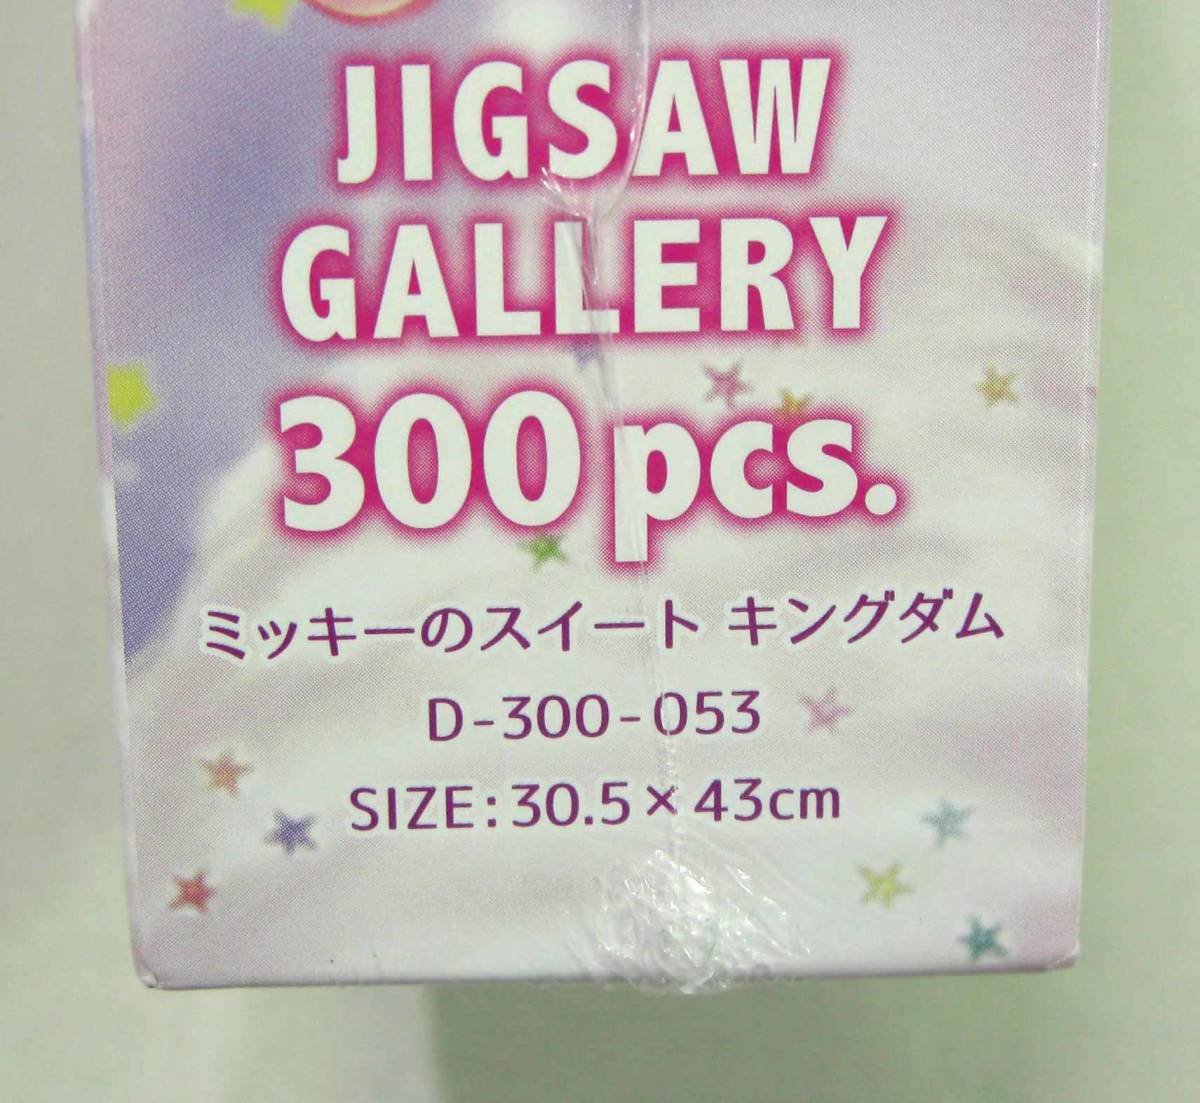 JIGSAW
GALLERY
300 pcs.
ミッキーのスイート キングダム
D-300-053
SIZE:30.5×43cm